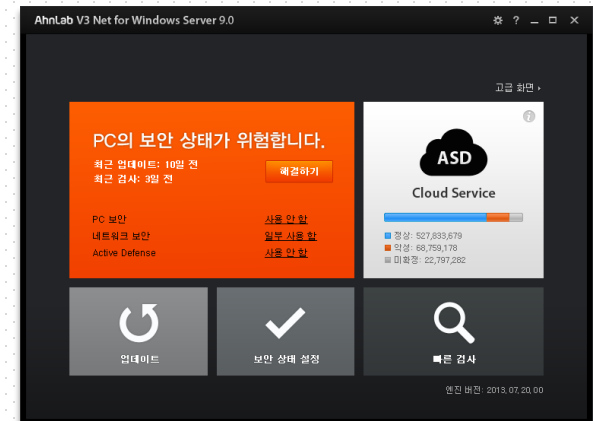 AhnLab V3 Net for Windows Server 9.0
고급 화면
PC의 보안 상태가 위험합니다.
최근 업데이트: 10일 전
최근 검사: 3일 전
해결하기
PC 보안 사용 안 함
네트워크 보안 일부 사용 함
Active Defense 사용 안 함
ASD
Cloud Service
정상: 527,833,679
악성: 68,759,178
미확정: 22,797,282
업데이트
보안 상태 설정
빠른 검사
엔진 버전: 2013.07.20.00